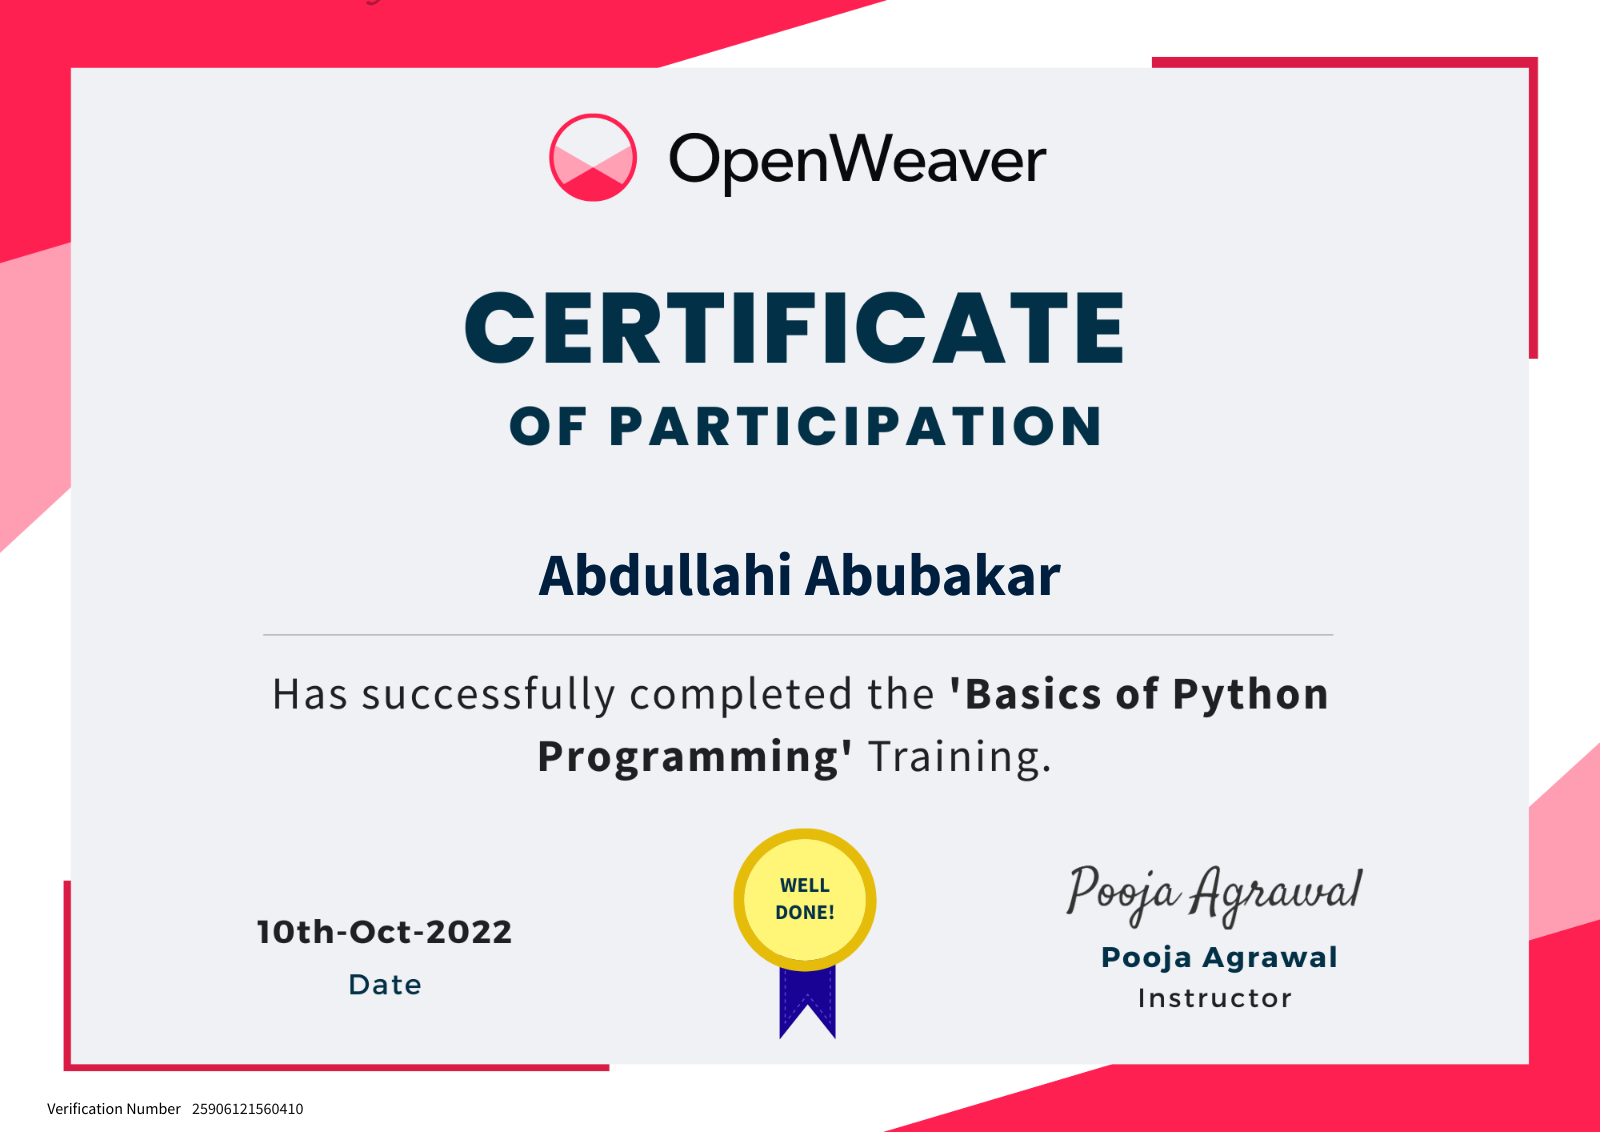 OpenWeaver
CERTIFICATE
OF PARTICIPATION
Abdullahi Abubakar
Has successfully completed the 'Basics of Python
Programming' Training.
WELL
DONE!
10th-Oct-2022
Date
Pooja Agrawal
Pooja Agrawal
Instructor
Verification Number 25906121560410